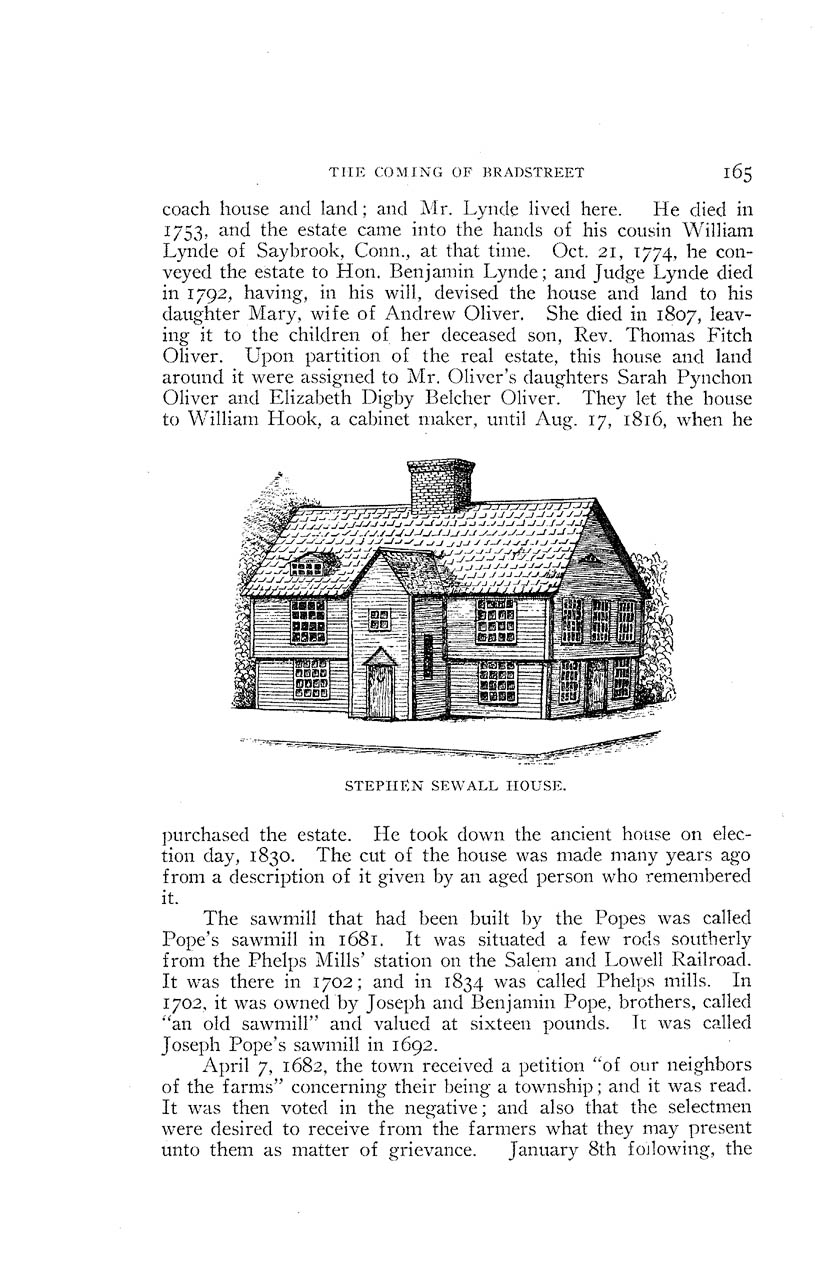 THE COMING OF BRADSTREET 165
coach house and land; and Mr. Lynde lived here. He died in
1753, and the estate came into the hands of his cousin William
Lynde of Saybrook, Conn., at that time. Oct. 21, 1774, he con-
veyed the estate to Hon. Benjamin Lynde; and Judge Lynde died
in 1792, having, in his will, devised the house and land to his
daughter Mary, wife of Andrew Oliver. She died in 1807, leav-
ing it to the children of her deceased son, Rev. Thomas Fitch
Oliver. Upon partition of the real estate, this house and land
around it were assigned to Mr. Oliver's daughters Sarah Pynchon
Oliver and Elizabeth Digby Belcher Oliver. They let the house
to William Hook, a cabinet maker, until Aug. 17, 1816, when he
STEPHEN SEWALL HOUSE.
purchased the estate. He took down the ancient house on elec-
tion day, 1830. The cut of the house was made many years ago
from a description of it given by an aged person who remembered
it.
The sawmill that had been built by the Popes was called
Pope's sawmill in 1681. It was situated a few rods southerly
from the Phelps Mills' station on the Salem and Lowell Railroad.
It was there in 1702; and in 1834 was called Phelps mills. In
1702, it was owned by Joseph and Benjamin Pope, brothers, called
"an old sawmill" and valued at sixteen pounds. It was called
Joseph Pope's sawmill in 1692.
April 7, 1682, the town received a petition "of our neighbors
of the farms" concerning their being a township; and it was read.
It was then voted in the negative; and also that the selectmen
were desired to receive from the farmers what they may present
unto them as matter of grievance. January 8th following, the